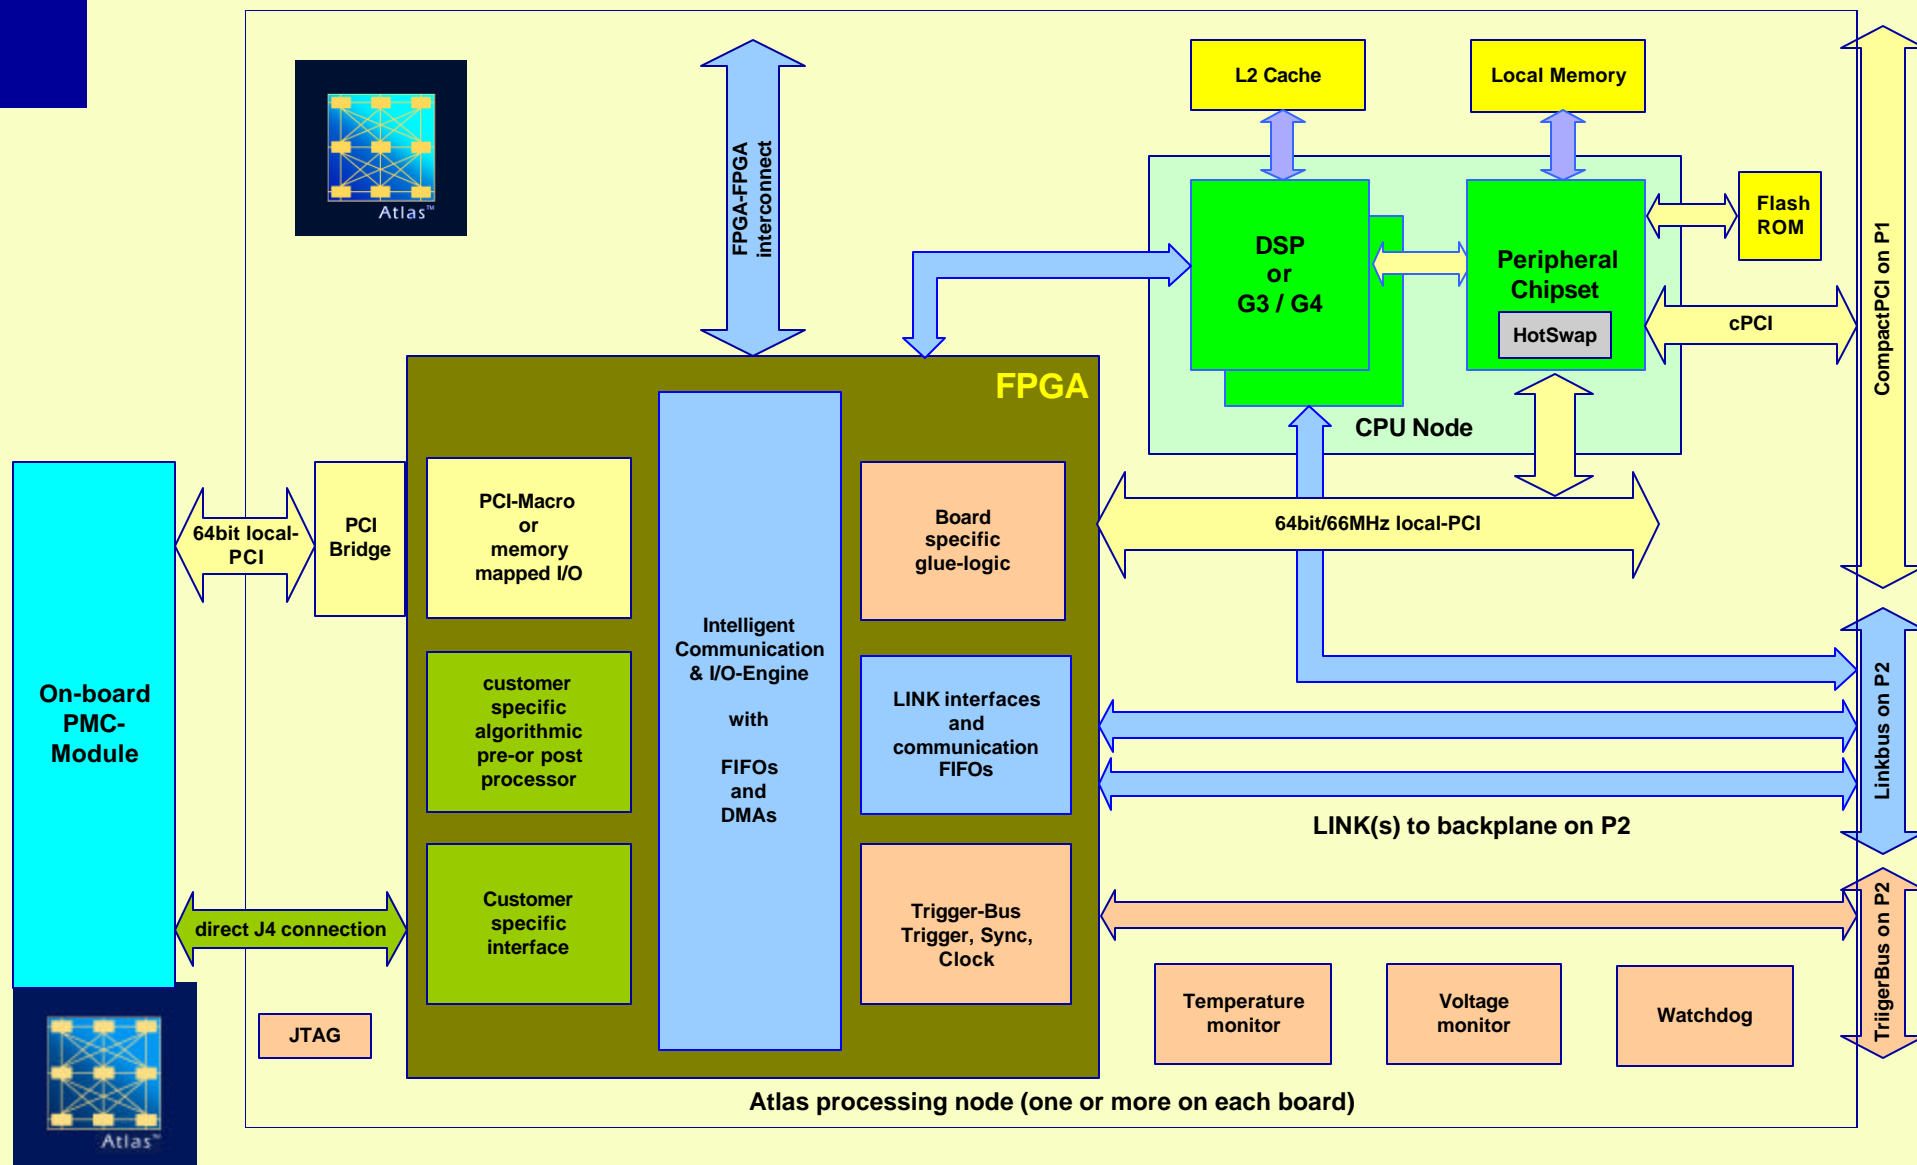 Atlas™
FPGA-FPGA
interconnect
L2 Cache
Local Memory
Flash
ROM
DSP
or
G3 / G4
Peripheral
Chipset
HotSwap
cPCI
CPU Node
CompactPCI on P1
FPGA
On-board
PMC-
Module
64bit local-
PCI
PCI
Bridge
PCI-Macro
or
memory
mapped I/O
Board
specific
glue-logic
64bit/66MHz local-PCI
Intelligent
Communication
& I/O-Engine
with
FIFOs
and
DMAs
customer
specific
algorithmic
pre-or post
processor
LINK interfaces
and
communication
FIFOs
Linkbus on P2
LINK(s) to backplane on P2
direct J4 connection
Customer
specific
interface
Trigger-Bus
Trigger, Sync,
Clock
TriigerBus on P2
JTAG
Temperature
monitor
Voltage
monitor
Watchdog
Atlas processing node (one or more on each board)
Atlas™